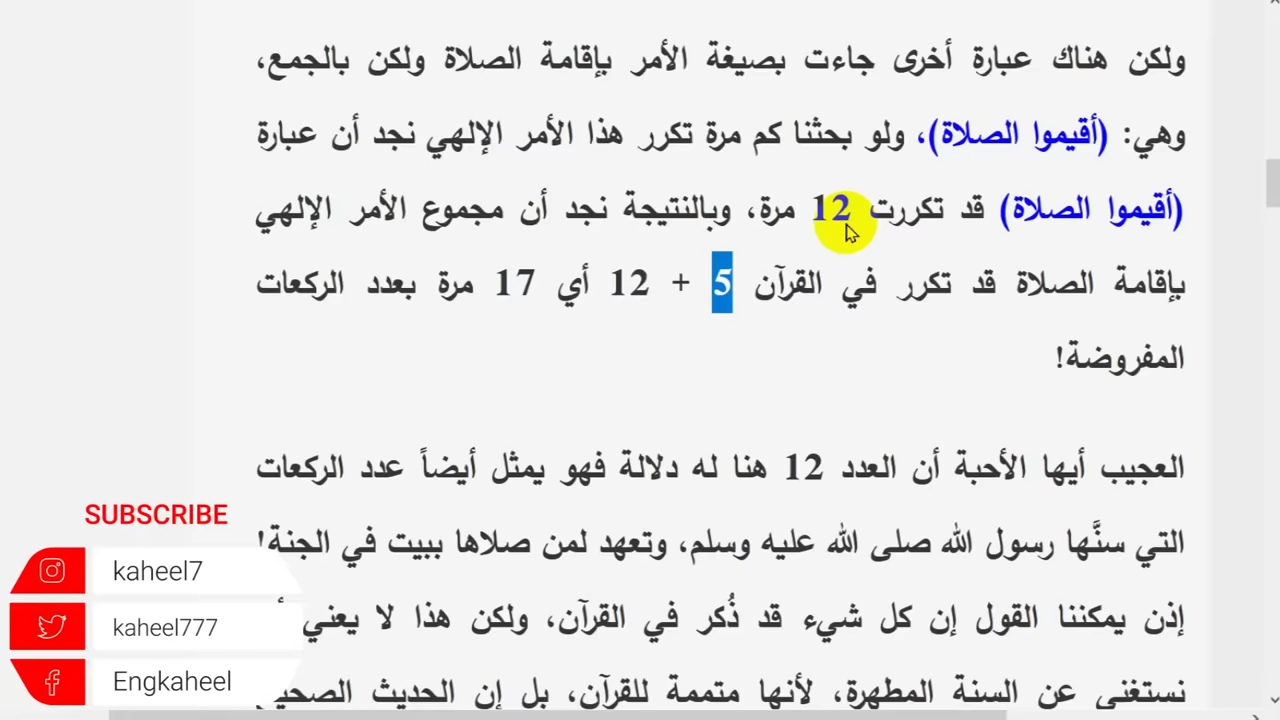 ولكن هناك عبارة أخرى جاءت بصيغة الأمر بإقامة الصلاة ولكن بالجمع،
وهي: (أقيموا الصلاة)، ولو بحثنا كم مرة تكرر هذا الأمر الإلهي نجد أن عبارة
(أقيموا الصلاة) قد تكررت 12 مرة، وبالنتيجة نجد أن مجموع الأمر الإلهي
بإقامة الصلاة قد تكرر في القرآن 5 + 12 أي 17 مرة بعدد الركعات
المفروضة!
العجيب أيها الأحبة أن العدد 12 هنا له دلالة فهو يمثل أيضاً عدد الركعات
التي سنَّها رسول الله صلى الله عليه وسلم، وتعهد لمن صلاها ببيت في الجنة!
إذن يمكننا القول إن كل شيء قد ذُكر في القرآن، ولكن هذا لا يعني
نستغني عن السنة المطهرة، لأنها متممة للقرآن، بل إن الحديث
SUBSCRIBE
kaheel7
kaheel777
Engkaheel